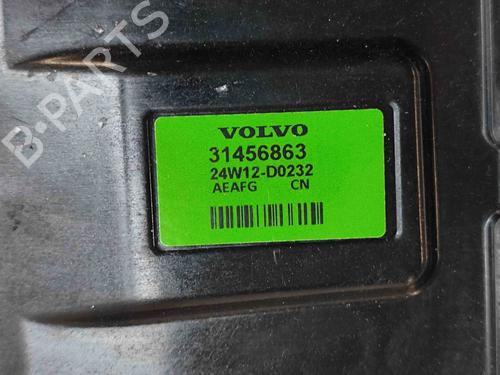 B-PARTS
VOLVO
31456863
24W12-D0232
AEAFG CN